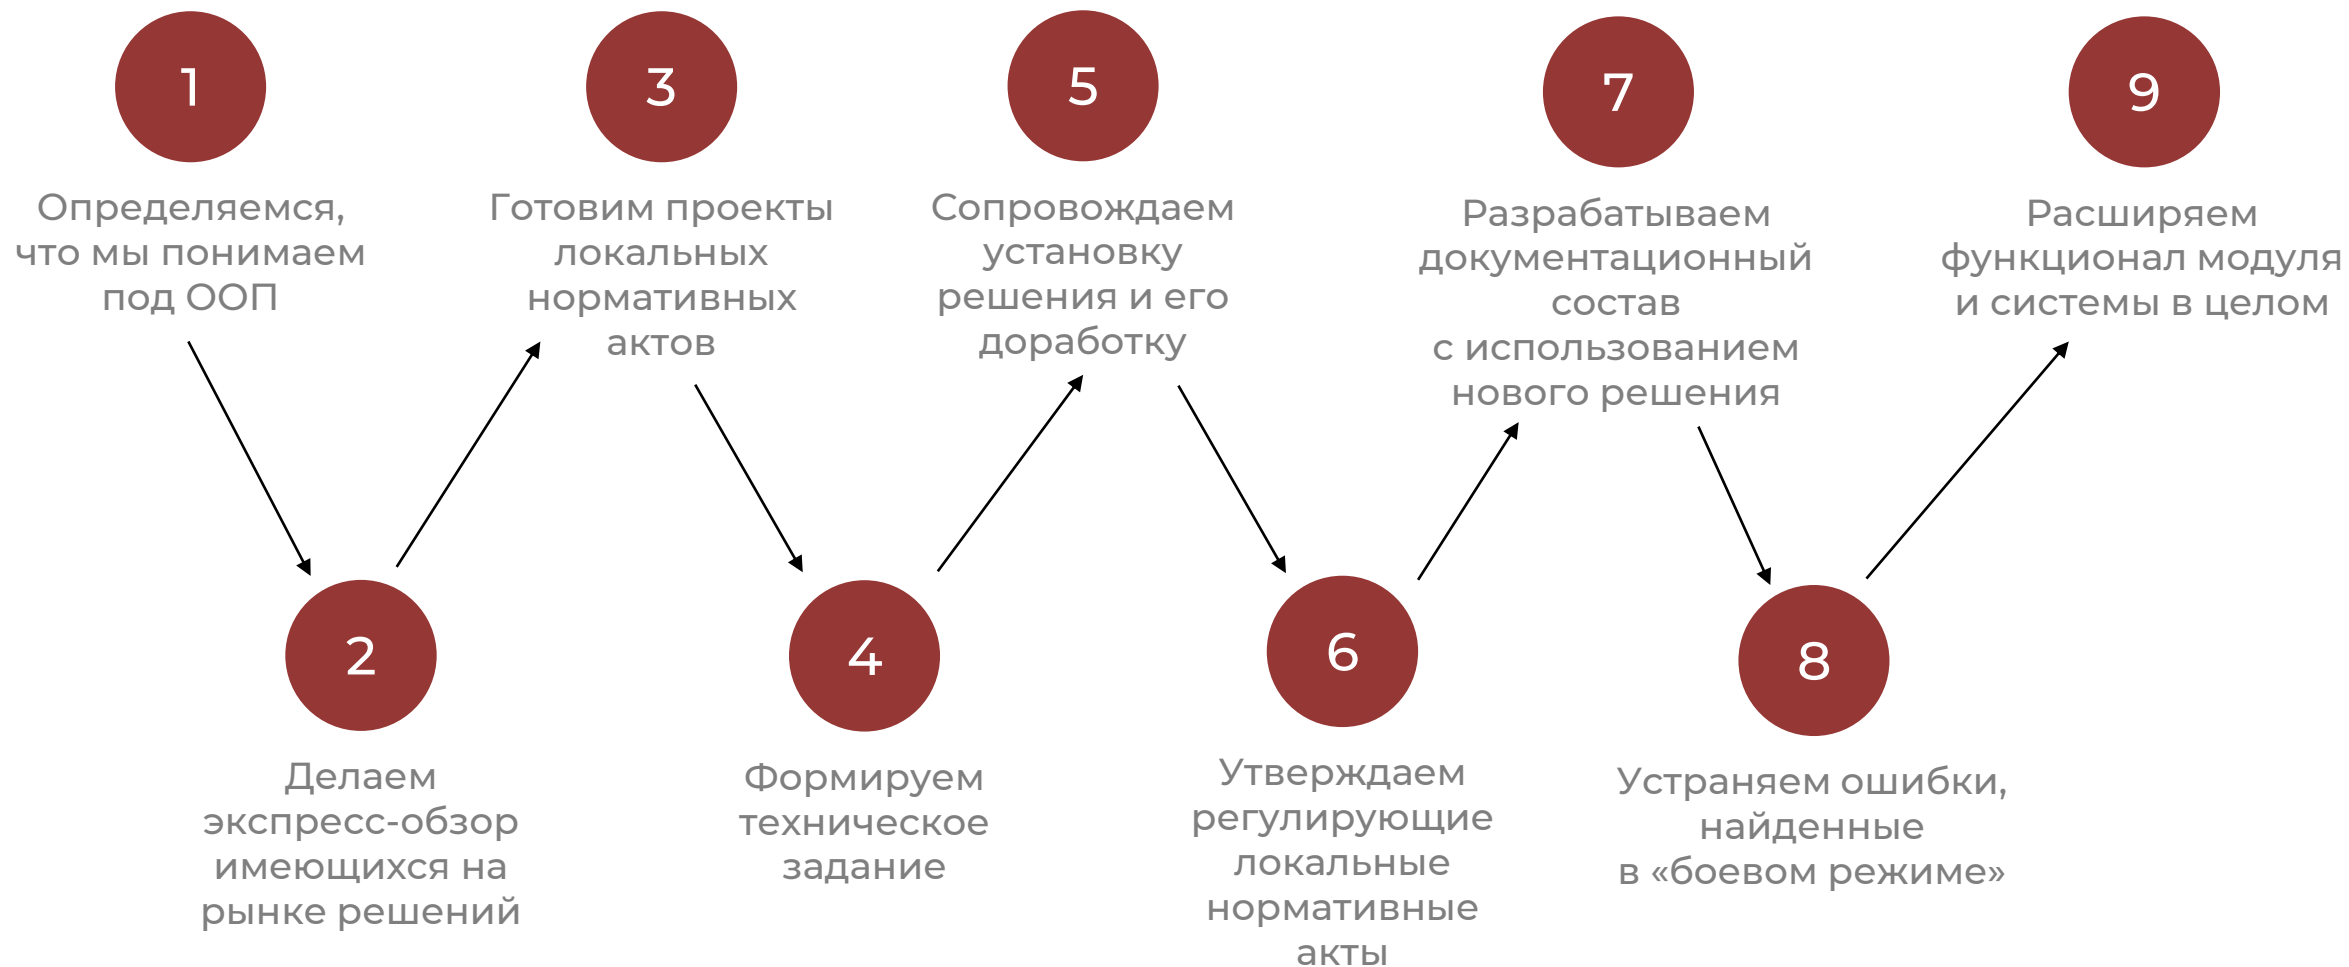 1
Определяемся,
что мы понимаем
под ООП
2
Делаем
экспресс-обзор
имеющихся на
рынке решений
3
Готовим проекты
локальных
нормативных
актов
4
Формируем
техническое
задание
5
Сопровождаем
установку
решения и его
доработку
6
Утверждаем
регулирующие
локальные
нормативные
акты
7
Разрабатываем
документационный
состав
с использованием
нового решения
8
Устраняем ошибки,
найденные
в «боевом режиме»
9
Расширяем
функционал модуля
и системы в целом